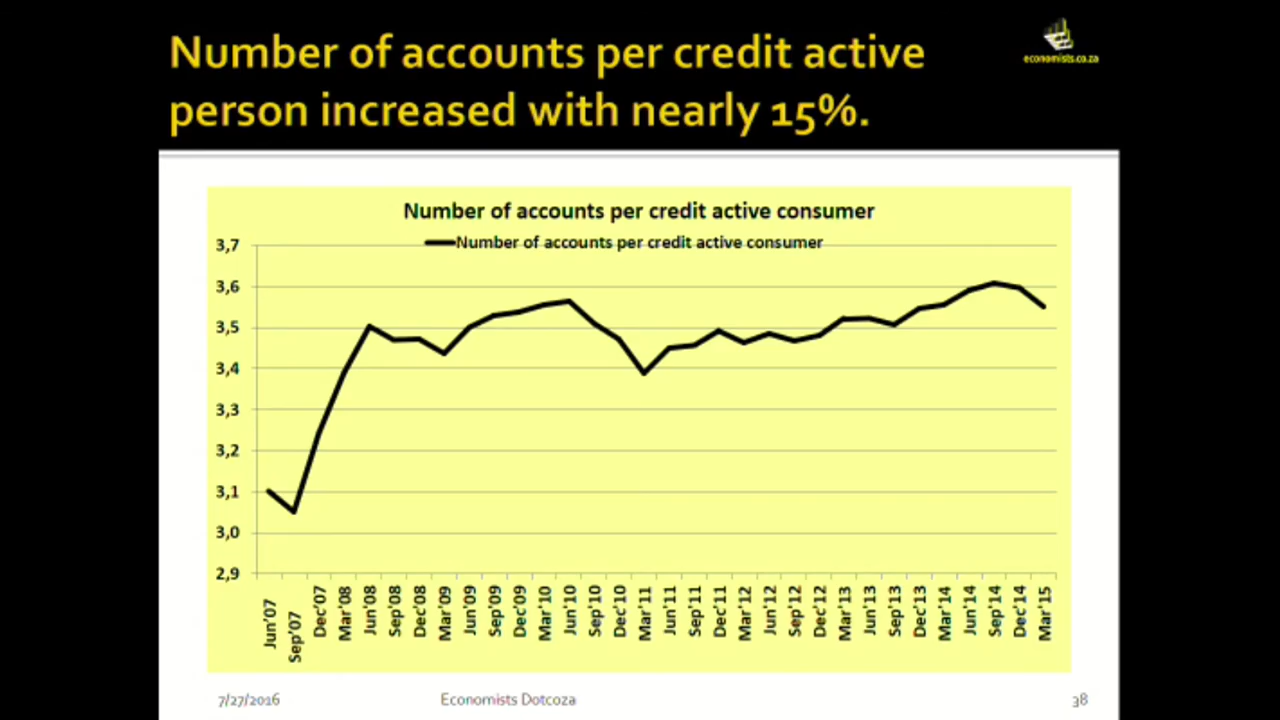 Number of accounts per credit active
person increased with nearly 15%.
economists.co.za
Number of accounts per credit active consumer
Number of accounts per credit active consumer
3,7
3,6
3,5
3,4
3,3
3,2
3,1
3,0
2,9
Jun'07
Sep'07
Dec'07
Mar'08
Jun'08
Sep'08
Dec'08
Mar'09
Jun'09
Sep'09
Dec'09
Mar'10
Jun'10
Sep'10
Dec'10
Mar'11
Jun'11
Sep'11
Dec'11
Mar'12
Jun'12
Sep'12
Dec'12
Mar'13
Jun'13
Sep'13
Dec'13
Mar'14
Jun'14
Sep'14
Dec'14
Mar'15
7/27/2016
Economists Dotcoza
38